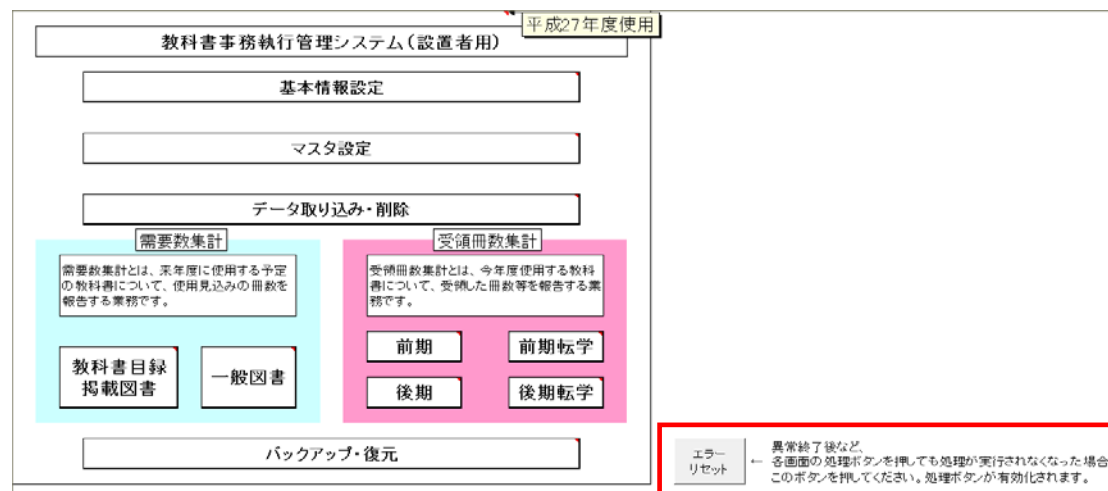 平成27年度使用
教科書事務執行管理システム(設置者用)
基本情報設定
マスタ設定
データ取り込み・削除
需要数集計
需要数集計とは、来年度に使用する予定
の教科書について、使用見込みの冊数を
報告する業務です。
教科書目録
掲載図書
一般図書
受領冊数集計
受領冊数集計とは、今年度使用する教科
書について、受領した冊数等を報告する業
務です。
前期
前期転学
後期
後期転学
バックアップ・復元
エラー
リセット
← 異常終了後など、
各画面の処理ボタンを押しても処理が実行されなくなった場合
このボタンを押してください。処理ボタンが有効化されます。